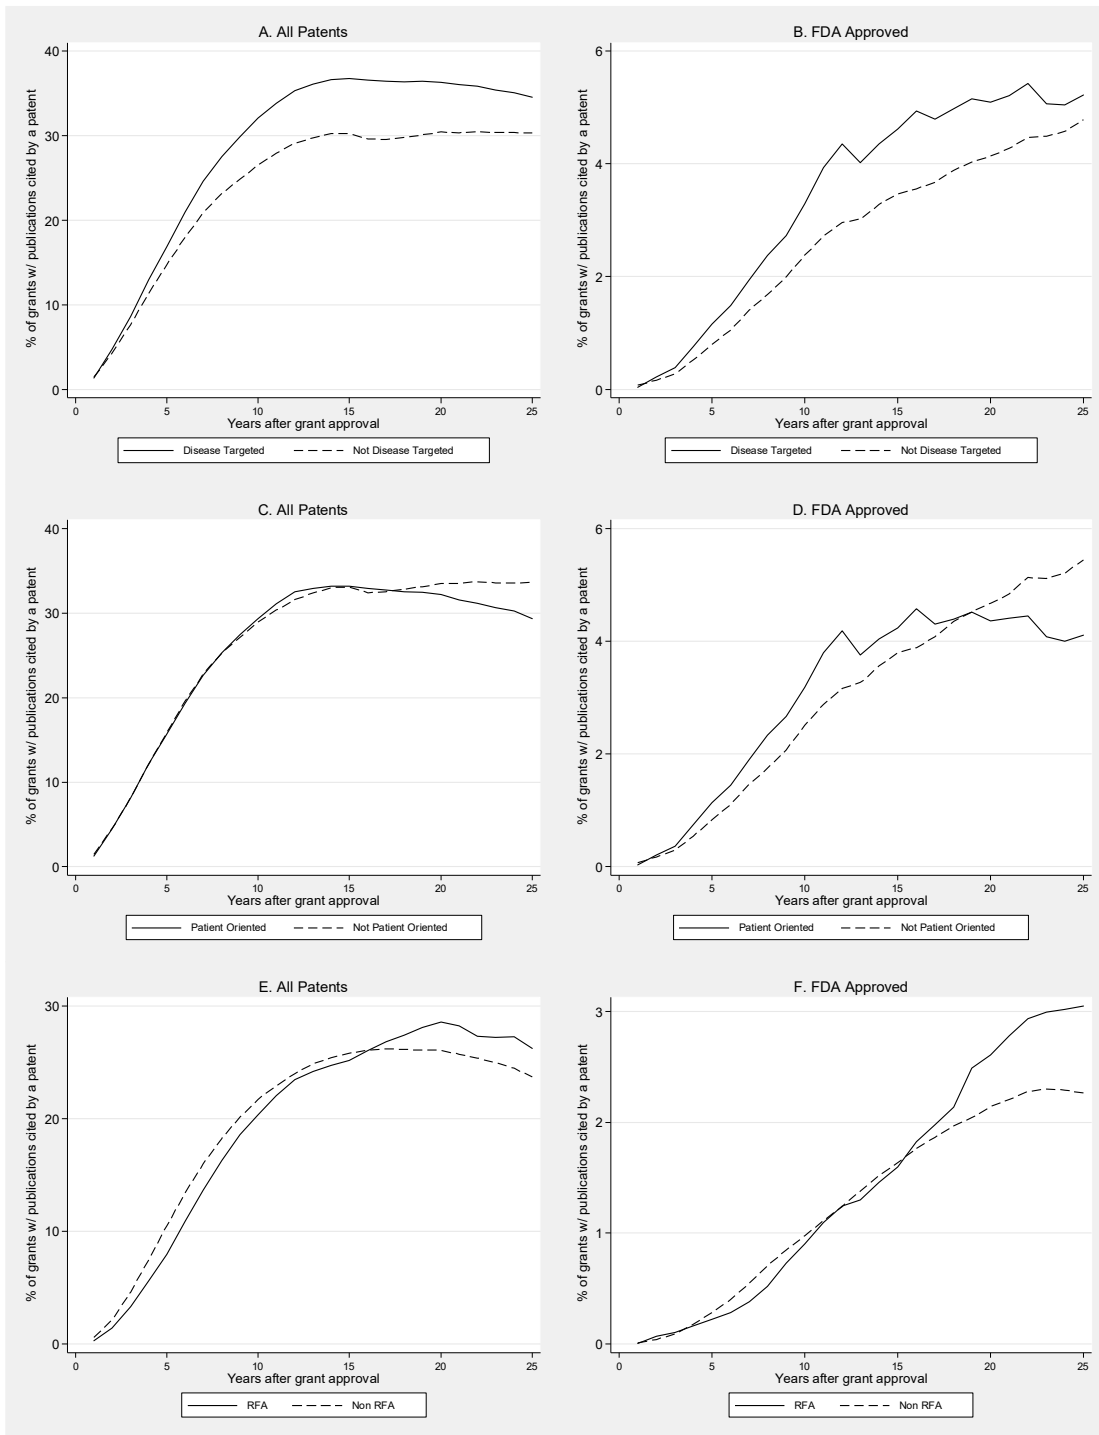 A. All Patents
% of grants w/ publications cited by a patent
40
30
20
10
0
0 5 10 15 20 25
Years after grant approval
Disease Targeted Not Disease Targeted
B. FDA Approved
% of grants w/ publications cited by a patent
6
4
2
0
0 5 10 15 20 25
Years after grant approval
Disease Targeted Not Disease Targeted
C. All Patents
% of grants w/ publications cited by a patent
40
30
20
10
0
0 5 10 15 20 25
Years after grant approval
Patient Oriented Not Patient Oriented
D. FDA Approved
% of grants w/ publications cited by a patent
6
4
2
0
0 5 10 15 20 25
Years after grant approval
Patient Oriented Not Patient Oriented
E. All Patents
% of grants w/ publications cited by a patent
30
20
10
0
0 5 10 15 20 25
Years after grant approval
RFA Non RFA
F. FDA Approved
% of grants w/ publications cited by a patent
3
2
1
0
0 5 10 15 20 25
Years after grant approval
RFA Non RFA